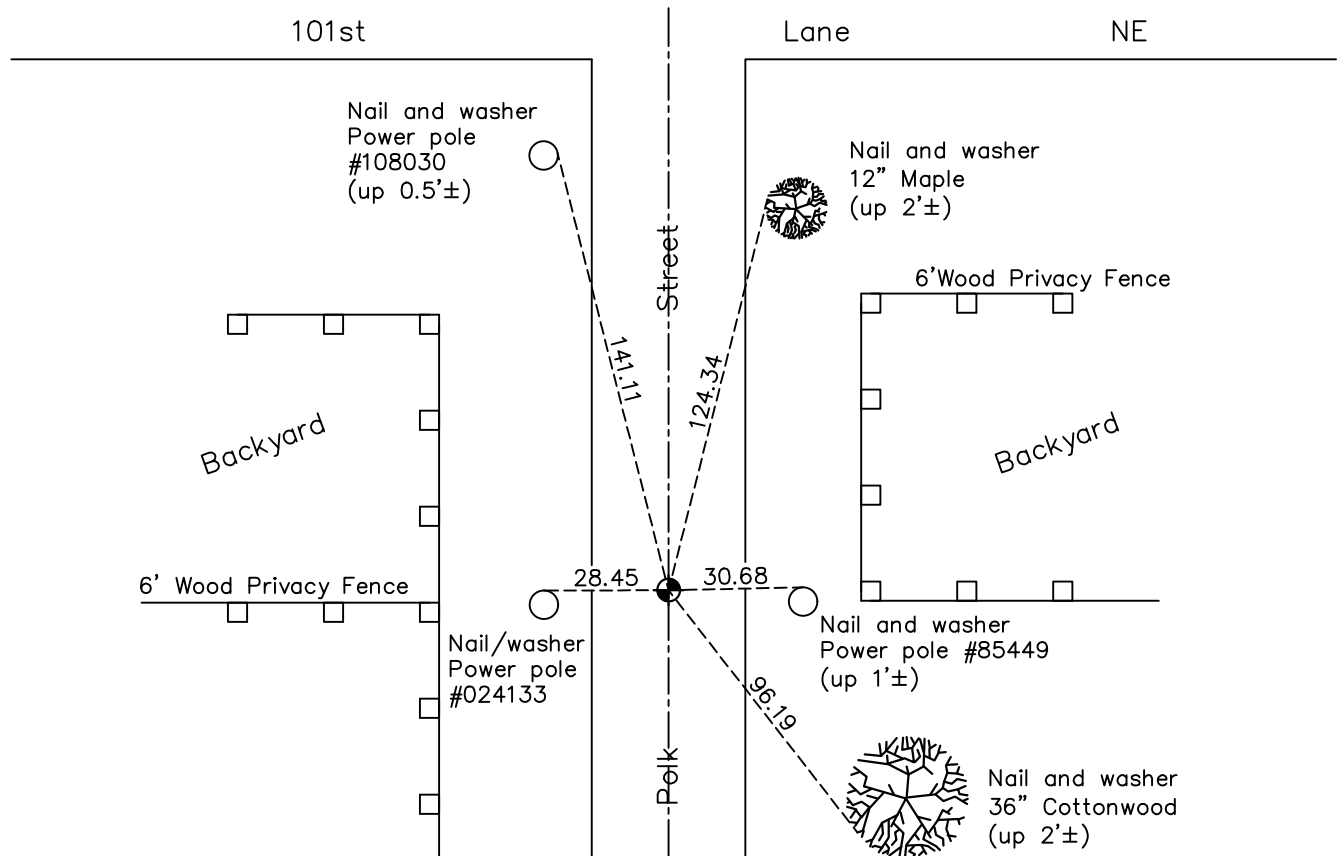 101st Lane NE
Nail and washer
Power pole
#108030
(up 0.5'±)
Nail and washer
12" Maple
(up 2'±)
Street
6'Wood Privacy Fence
141.11
124.34
Backyard
Backyard
6' Wood Privacy Fence
28.45
30.68
Nail/washer
Power pole
#024133
Nail and washer
Power pole #85449
(up 1'±)
96.19
Polk
Nail and washer
36" Cottonwood
(up 2'±)